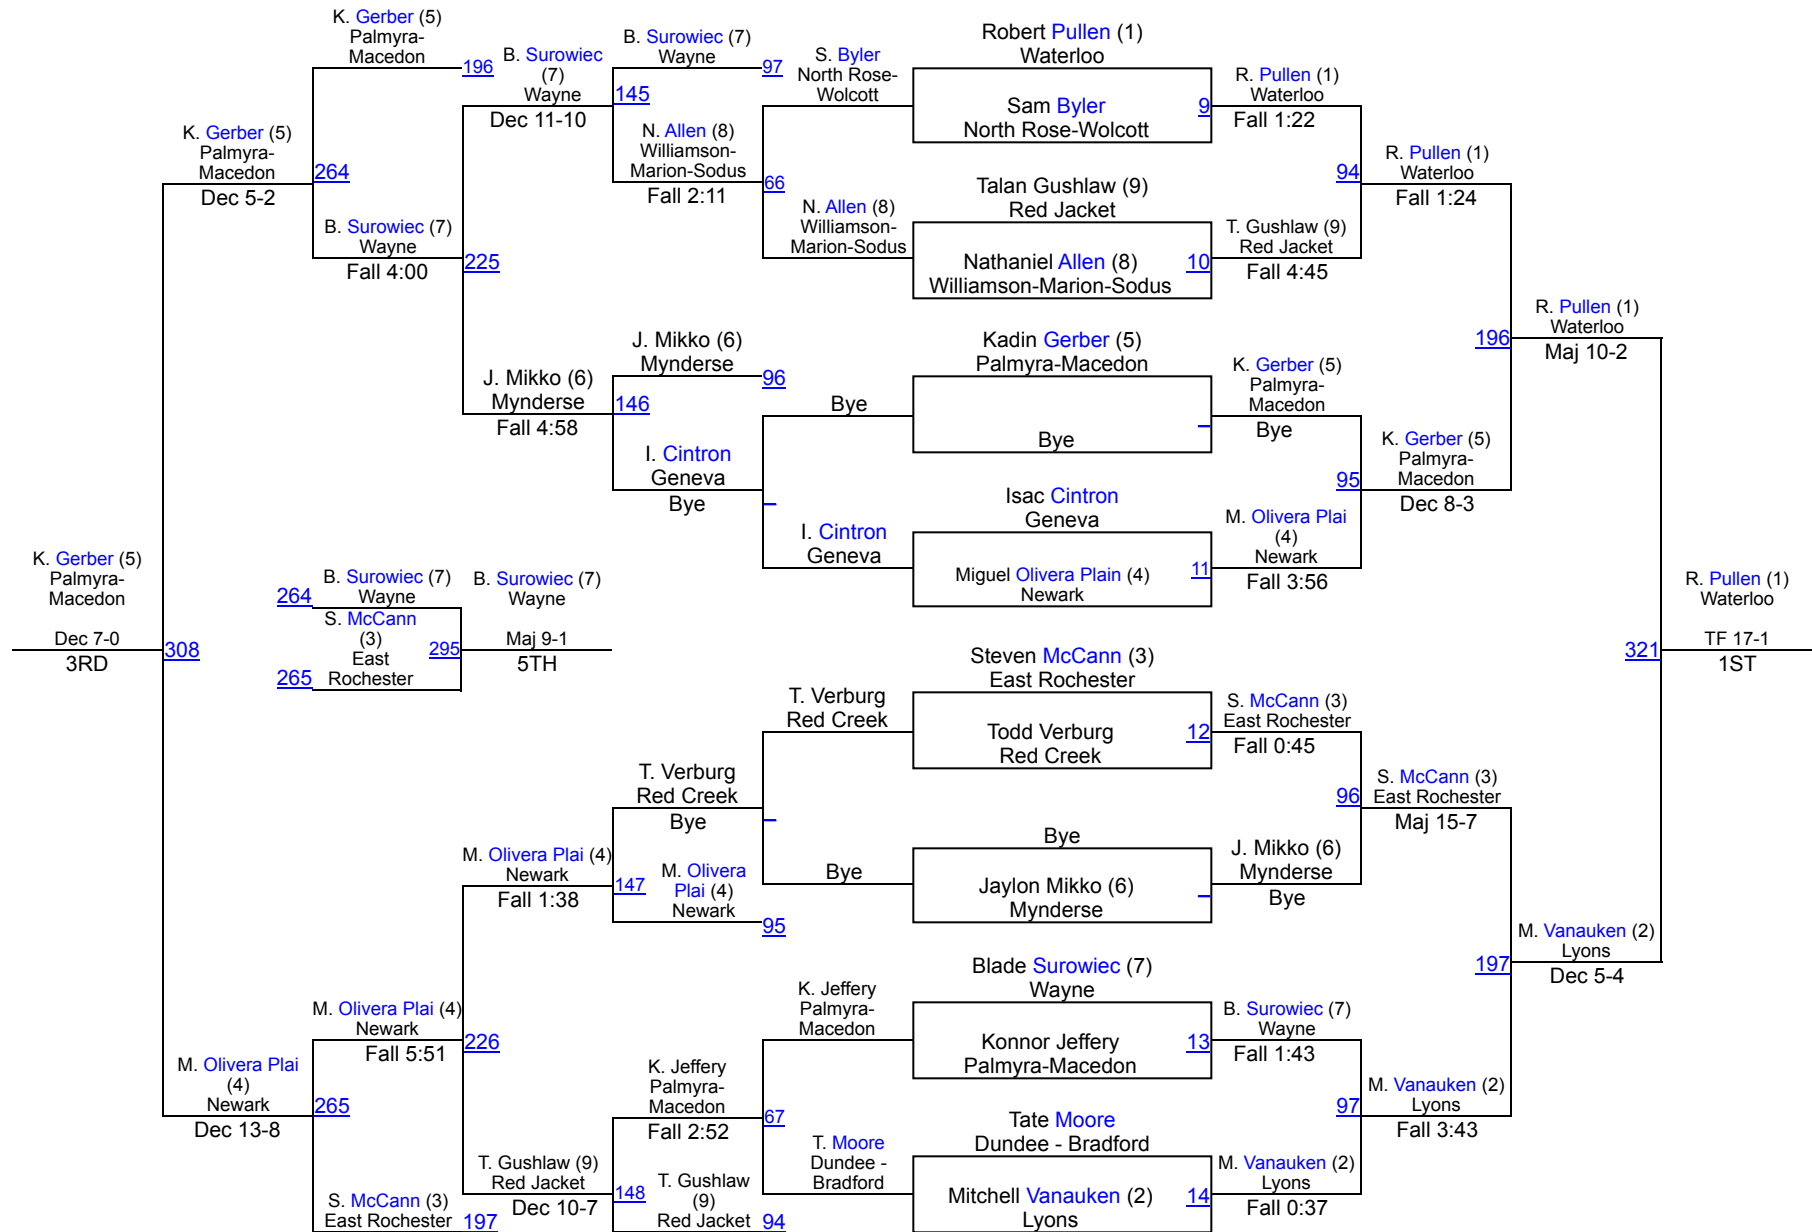 K. Gerber (5)
Palmyra-
Macedon
196
B. Surowiec
(7)
Wayne
Dec 11-10
B. Surowiec (7)
Wayne
97
145
S. Byler
North Rose-
Wolcott
Robert Pullen (1)
Waterloo
Sam Byler
North Rose-Wolcott
9
R. Pullen (1)
Waterloo
Fall 1:22
K. Gerber (5)
Palmyra-
Macedon
Dec 5-2
264
N. Allen (8)
Williamson-
Marion-Sodus
Fall 2:11
66
94
R. Pullen (1)
Waterloo
Fall 1:24
B. Surowiec (7)
Wayne
Fall 4:00
225
N. Allen (8)
Williamson-
Marion-Sodus
Talan Gushlaw (9)
Red Jacket
Nathaniel Allen (8)
Williamson-Marion-Sodus
10
T. Gushlaw (9)
Red Jacket
Fall 4:45
196
R. Pullen (1)
Waterloo
Maj 10-2
J. Mikko (6)
Mynderse
Fall 4:58
J. Mikko (6)
Mynderse
96
146
Bye
Kadin Gerber (5)
Palmyra-Macedon
Bye
K. Gerber (5)
Palmyra-
Macedon
Bye
I. Cintron
Geneva
Bye
95
K. Gerber (5)
Palmyra-
Macedon
Dec 8-3
I. Cintron
Geneva
Isac Cintron
Geneva
Miguel Olivera Plain (4)
Newark
11
M. Olivera Plai
(4)
Newark
Fall 3:56
K. Gerber (5)
Palmyra-
Macedon
Dec 7-0
3RD
308
264
B. Surowiec (7)
Wayne
S. McCann
(3)
East
Rochester
265
295
B. Surowiec (7)
Wayne
Maj 9-1
5TH
321
R. Pullen (1)
Waterloo
TF 17-1
1ST
T. Verburg
Red Creek
Steven McCann (3)
East Rochester
Todd Verburg
Red Creek
12
S. McCann (3)
East Rochester
Fall 0:45
T. Verburg
Red Creek
Bye
96
S. McCann (3)
East Rochester
Maj 15-7
M. Olivera Plai (4)
Newark
Fall 1:38
147
M. Olivera
Plai (4)
Newark
95
Bye
Bye
Jaylon Mikko (6)
Mynderse
J. Mikko (6)
Mynderse
Bye
197
M. Vanauken (2)
Lyons
Dec 5-4
M. Olivera Plai (4)
Newark
Fall 5:51
226
K. Jeffery
Palmyra-
Macedon
Blade Surowiec (7)
Wayne
Konnor Jeffery
Palmyra-Macedon
13
B. Surowiec (7)
Wayne
Fall 1:43
M. Olivera Plai
(4)
Newark
Dec 13-8
265
K. Jeffery
Palmyra-
Macedon
Fall 2:52
67
97
M. Vanauken (2)
Lyons
Fall 3:43
T. Gushlaw (9)
Red Jacket
Dec 10-7
148
T. Moore
Dundee -
Bradford
Tate Moore
Dundee - Bradford
Mitchell Vanauken (2)
Lyons
14
M. Vanauken (2)
Lyons
Fall 0:37
S. McCann (3)
East Rochester
197
T. Gushlaw
(9)
Red Jacket
94